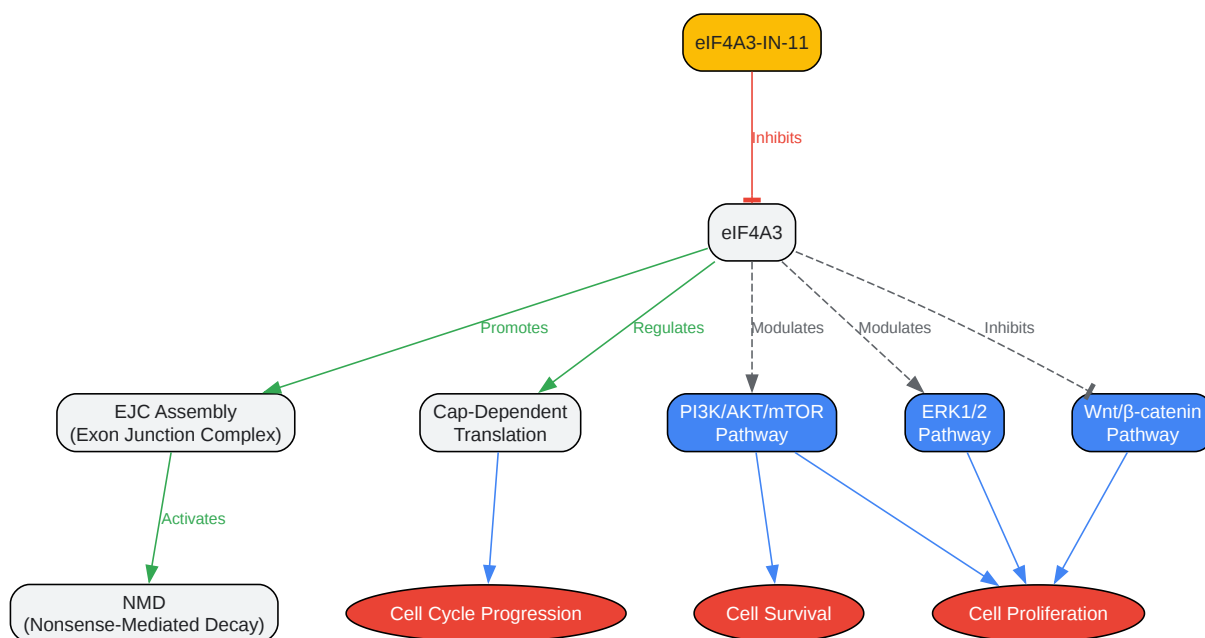 eIF4A3-IN-11
Inhibits
eIF4A3
Promotes
Regulates
Modulates
Modulates
Inhibits
EJC Assembly
(Exon Junction Complex)
Cap-Dependent
Translation
PI3K/AKT/mTOR
Pathway
ERK1/2
Pathway
Wnt/β-catenin
Pathway
Activates
NMD
(Nonsense-Mediated Decay)
Cell Cycle Progression
Cell Survival
Cell Proliferation